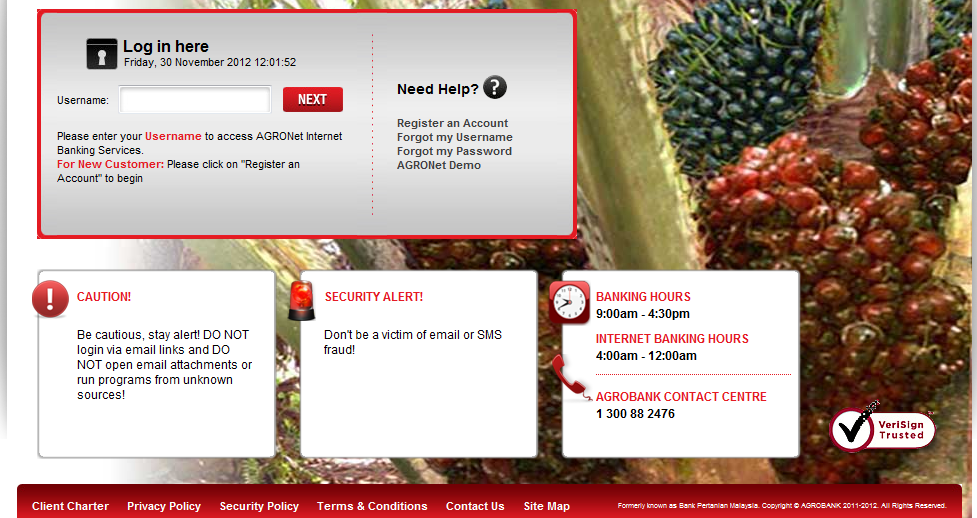 Log in here
Friday, 30 November 2012 12:01:52
Username:
NEXT
Please enter your Username to access AGRONet Internet
Banking Services.
For New Customer: Please click on "Register an
Account" to begin
Need Help? ?
Register an Account
Forgot my Username
Forgot my Password
AGRONet Demo
CAUTION!
Be cautious, stay alert! DO NOT
login via email links and DO
NOT open email attachments or
run programs from unknown
sources!
SECURITY ALERT!
Don't be a victim of email or SMS
fraud!
BANKING HOURS
9:00am - 4:30pm
INTERNET BANKING HOURS
4:00am - 12:00am
AGROBANK CONTACT CENTRE
1 300 88 2476
VeriSign
Trusted
Client Charter Privacy Policy Security Policy Terms & Conditions Contact Us Site Map
Formerly known as Bank Pertanian Malaysia. Copyright © AGROBANK 2011-2012. All Rights Reserved.